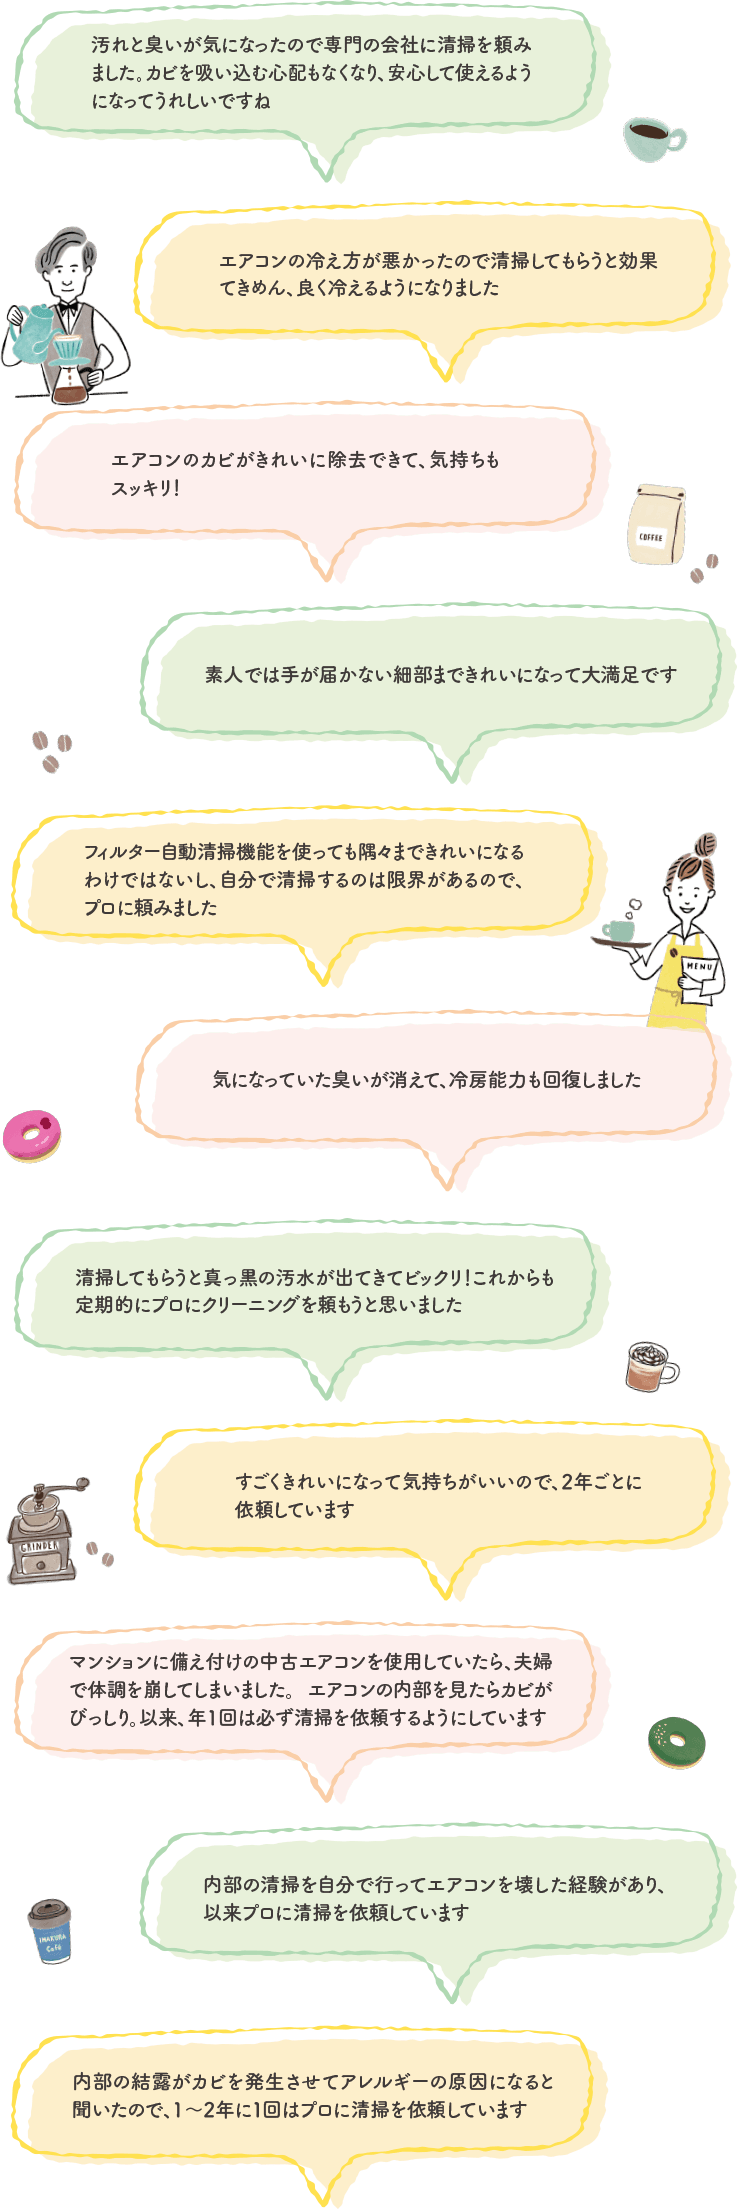 汚れと臭いが気になったので専門の会社に清掃を頼み
ました。カビを吸い込む心配もなくなり、安心して使えるよう
になってうれしいですね
エアコンの冷え方が悪かったので清掃してもらうと効果
てきめん、良く冷えるようになりました
エアコンのカビがきれいに除去できて、気持ちも
スッキリ！
COFFEE
素人では手が届かない細部まできれいになって大満足です
フィルター自動清掃機能を使っても隅々まできれいになる
わけではないし、自分で清掃するのは限界があるので、
プロに頼みました
MENU
気になっていた臭いが消えて、冷房能力も回復しました
清掃してもらうと真っ黒の汚水が出てきてビックリ！これからも
定期的にプロにクリーニングを頼もうと思いました
すごくきれいになって気持ちがいいので、2年ごとに
依頼しています
GRINDER
マンションに備え付けの中古エアコンを使用していたら、夫婦
で体調を崩してしまいました。 エアコンの内部を見たらカビが
びっしり。以来、年1回は必ず清掃を依頼するようにしています
内部の清掃を自分で行ってエアコンを壊した経験があり、
以来プロに清掃を依頼しています
INAKUBA
Café
内部の結露がカビを発生させてアレルギーの原因になると
聞いたので、1～2年に1回はプロに清掃を依頼しています